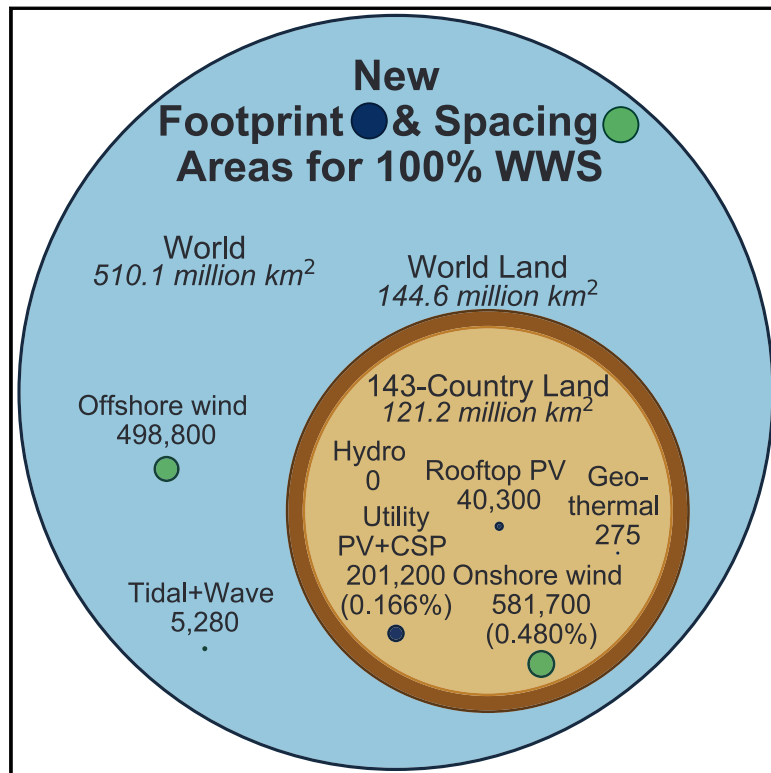 New
Footprint & Spacing
Areas for 100% WWS
World
510.1 million km²
World Land
144.6 million km²
143-Country Land
121.2 million km²
Offshore wind
498,800
Hydro
0
Rooftop PV
40,300
Geo-
thermal
275
Utility
PV+CSP
201,200
(0.166%)
Onshore wind
581,700
(0.480%)
Tidal+Wave
5,280